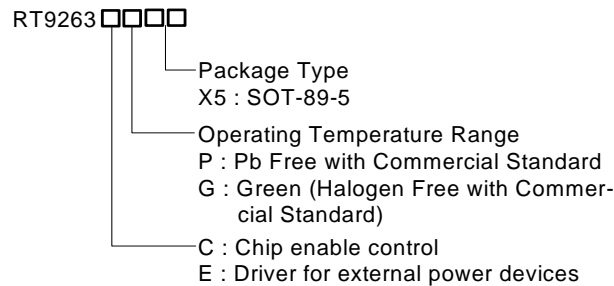 RT9263□□□□
Package Type
X5 : SOT-89-5
Operating Temperature Range
P : Pb Free with Commercial Standard
G : Green (Halogen Free with Commer-
cial Standard)
C : Chip enable control
E : Driver for external power devices